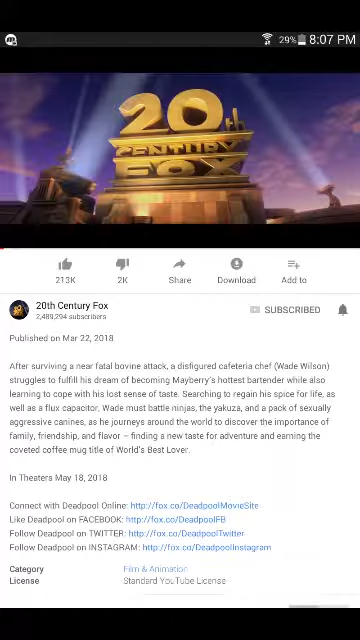 29% 8:07 PM
20th
CENTURY
FOX
213K 2K Share Download Add to
20th Century Fox
2,489,294 subscribers
SUBSCRIBED
Published on Mar 22, 2018
After surviving a near fatal bovine attack, a disfigured cafeteria chef (Wade Wilson)
struggles to fulfill his dream of becoming Mayberry's hottest bartender while also
learning to cope with his lost sense of taste. Searching to regain his spice for life, as
well as a flux capacitor, Wade must battle ninjas, the yakuza, and a pack of sexually
aggressive canines, as he journeys around the world to discover the importance of
family, friendship, and flavor – finding a new taste for adventure and earning the
coveted coffee mug title of World's Best Lover.
In Theaters May 18, 2018
Connect with Deadpool Online: http://fox.co/DeadpoolMovieSite
Like Deadpool on FACEBOOK: http://fox.co/DeadpoolFB
Follow Deadpool on TWITTER: http://fox.co/DeadpoolTwitter
Follow Deadpool on INSTAGRAM: http://fox.co/DeadpoolInstagram
Category Film & Animation
License Standard YouTube License